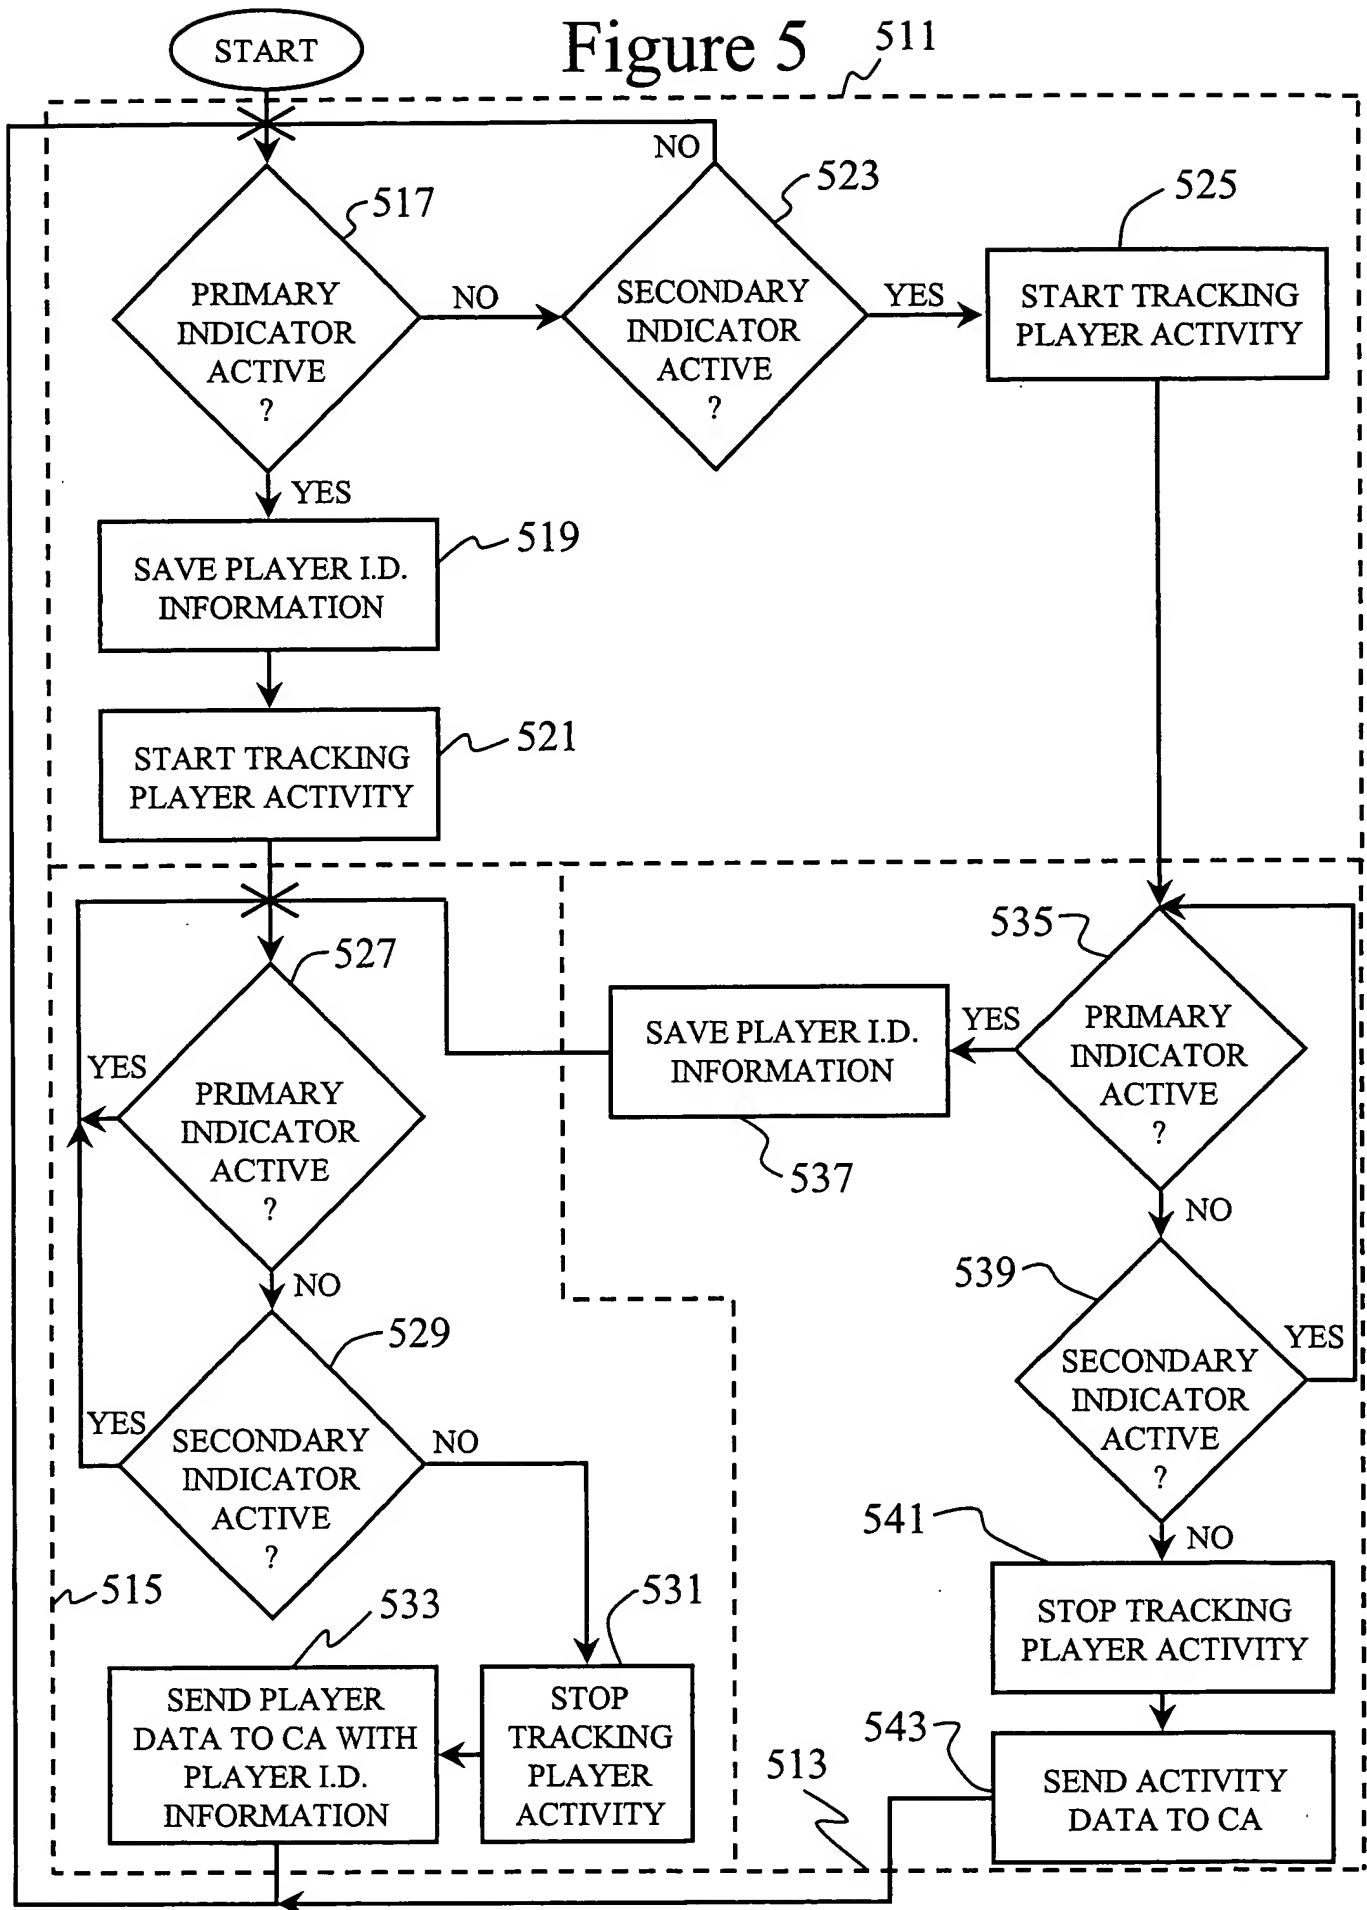 Figure 5
511
START
NO
517
523
525
PRIMARY
INDICATOR
ACTIVE
?
NO
SECONDARY
INDICATOR
ACTIVE
?
YES
START TRACKING
PLAYER ACTIVITY
YES
519
SAVE PLAYER I.D.
INFORMATION
521
START TRACKING
PLAYER ACTIVITY
527
535
YES
PRIMARY
INDICATOR
ACTIVE
?
SAVE PLAYER I.D.
INFORMATION
537
YES
PRIMARY
INDICATOR
ACTIVE
?
NO
NO
529
539
YES
SECONDARY
INDICATOR
ACTIVE
?
NO
SECONDARY
INDICATOR
ACTIVE
?
YES
NO
515
533
531
541
SEND PLAYER
DATA TO CA WITH
PLAYER I.D.
INFORMATION
STOP
TRACKING
PLAYER
ACTIVITY
STOP TRACKING
PLAYER ACTIVITY
543
513
SEND ACTIVITY
DATA TO CA